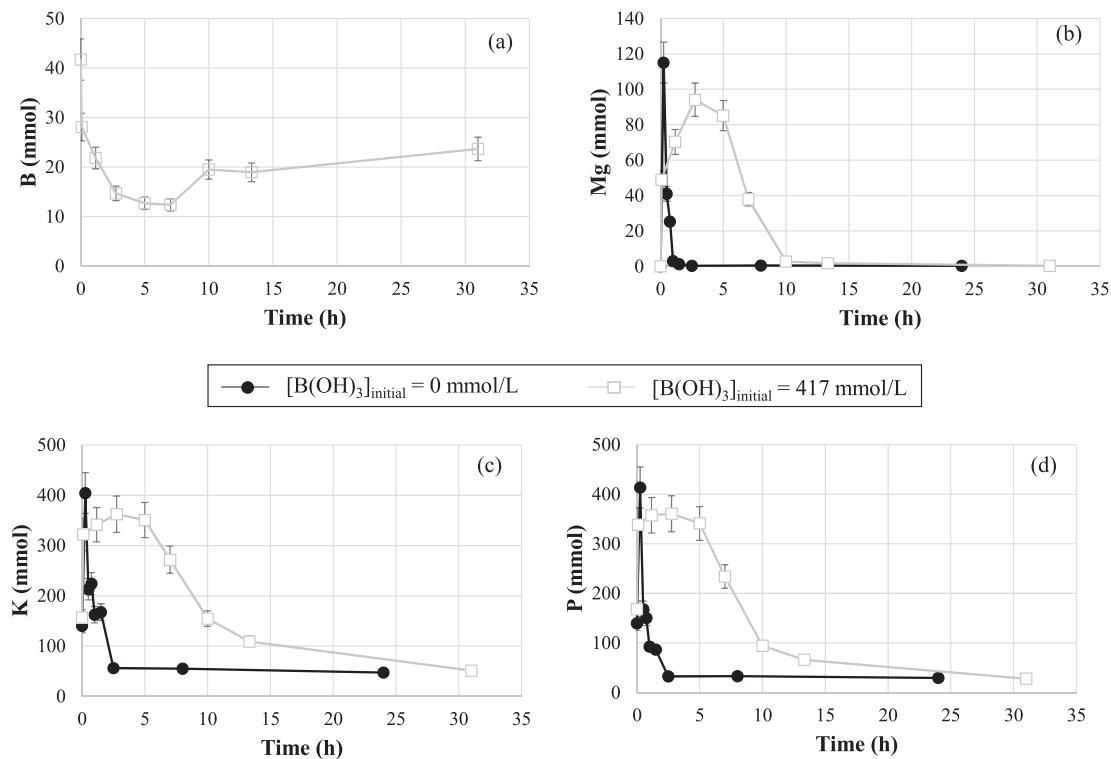 (a)
B (mmol)
50
40
30
20
10
0
0 5 10 15 20 25 30 35
Time (h)
(b)
Mg (mmol)
140
120
100
80
60
40
20
0
0 5 10 15 20 25 30 35
Time (h)
[B(OH)₃]initial = 0 mmol/L [B(OH)₃]initial = 417 mmol/L
(c)
K (mmol)
500
400
300
200
100
0
0 5 10 15 20 25 30 35
Time (h)
(d)
P (mmol)
500
400
300
200
100
0
0 5 10 15 20 25 30 35
Time (h)